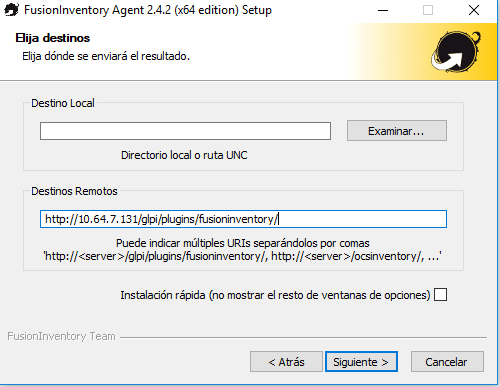 FusionInventory Agent 2.4.2 (x64 edition) Setup
Elija destinos
Elija dónde se enviará el resultado.
Destino Local
Examinar...
Directorio local o ruta UNC
Destinos Remotos
http://10.64.7.131/glpi/plugins/fusioninventory/
Puede indicar múltiples URIs separándolos por comas
'http://<server>/glpi/plugins/fusioninventory/, http://<server>/ocsinventory/, ...'
Instalación rápida (no mostrar el resto de ventanas de opciones)
FusionInventory Team
< Atrás Siguiente > Cancelar